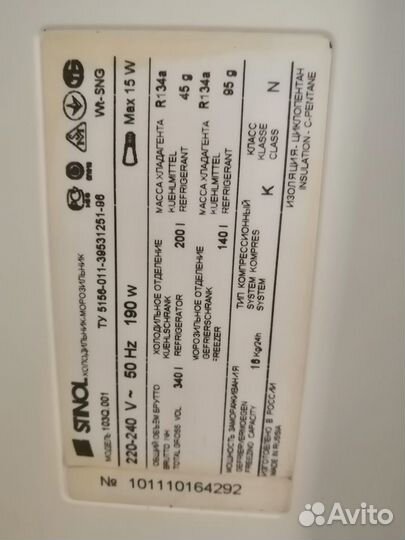 STINOL ХОЛОДИЛЬНИК-МОРОЗИЛЬНИК
МОДЕЛЬ 103Q.001
ТУ 5156-011-39531251-96
Wt-SNG
220-240 V ~ 50 Hz 190 W
Max 15 W
ОБЩИЙ ОБЪЁМ БРУТТО
BRUTTO INH
TOTAL GROSS VOL
340 l
ХОЛОДИЛЬНОЕ ОТДЕЛЕНИЕ
KUEHLSCHRANK
REFRIGERATOR
200 l
МАССА ХЛАДАГЕНТА R134a
KUEHLMITTEL
REFRIGERANT 45 g
МОРОЗИЛЬНОЕ ОТДЕЛЕНИЕ
GEFRIERSCHRANK
FREEZER
140 l
МАССА ХЛАДАГЕНТА R134a
KUEHLMITTEL
REFRIGERANT 95 g
МОЩНОСТЬ ЗАМОРАЖИВАНИЯ
GEFRIERVERMOEGEN
FREEZING CAPACITY
16 Kg/24h
ТИП КОМПРЕССИОННЫЙ
SYSTEM KOMPRES
SYSTEM
K
КЛАСС
KLASSE
CLASS
N
ИЗГОТОВЛЕНО В РОССИИ
MADE IN RUSSIA
ИЗОЛЯЦИЯ - ЦИКЛОПЕНТАН
INSULATION - C-PENTANE
№ 101110164292
Avito